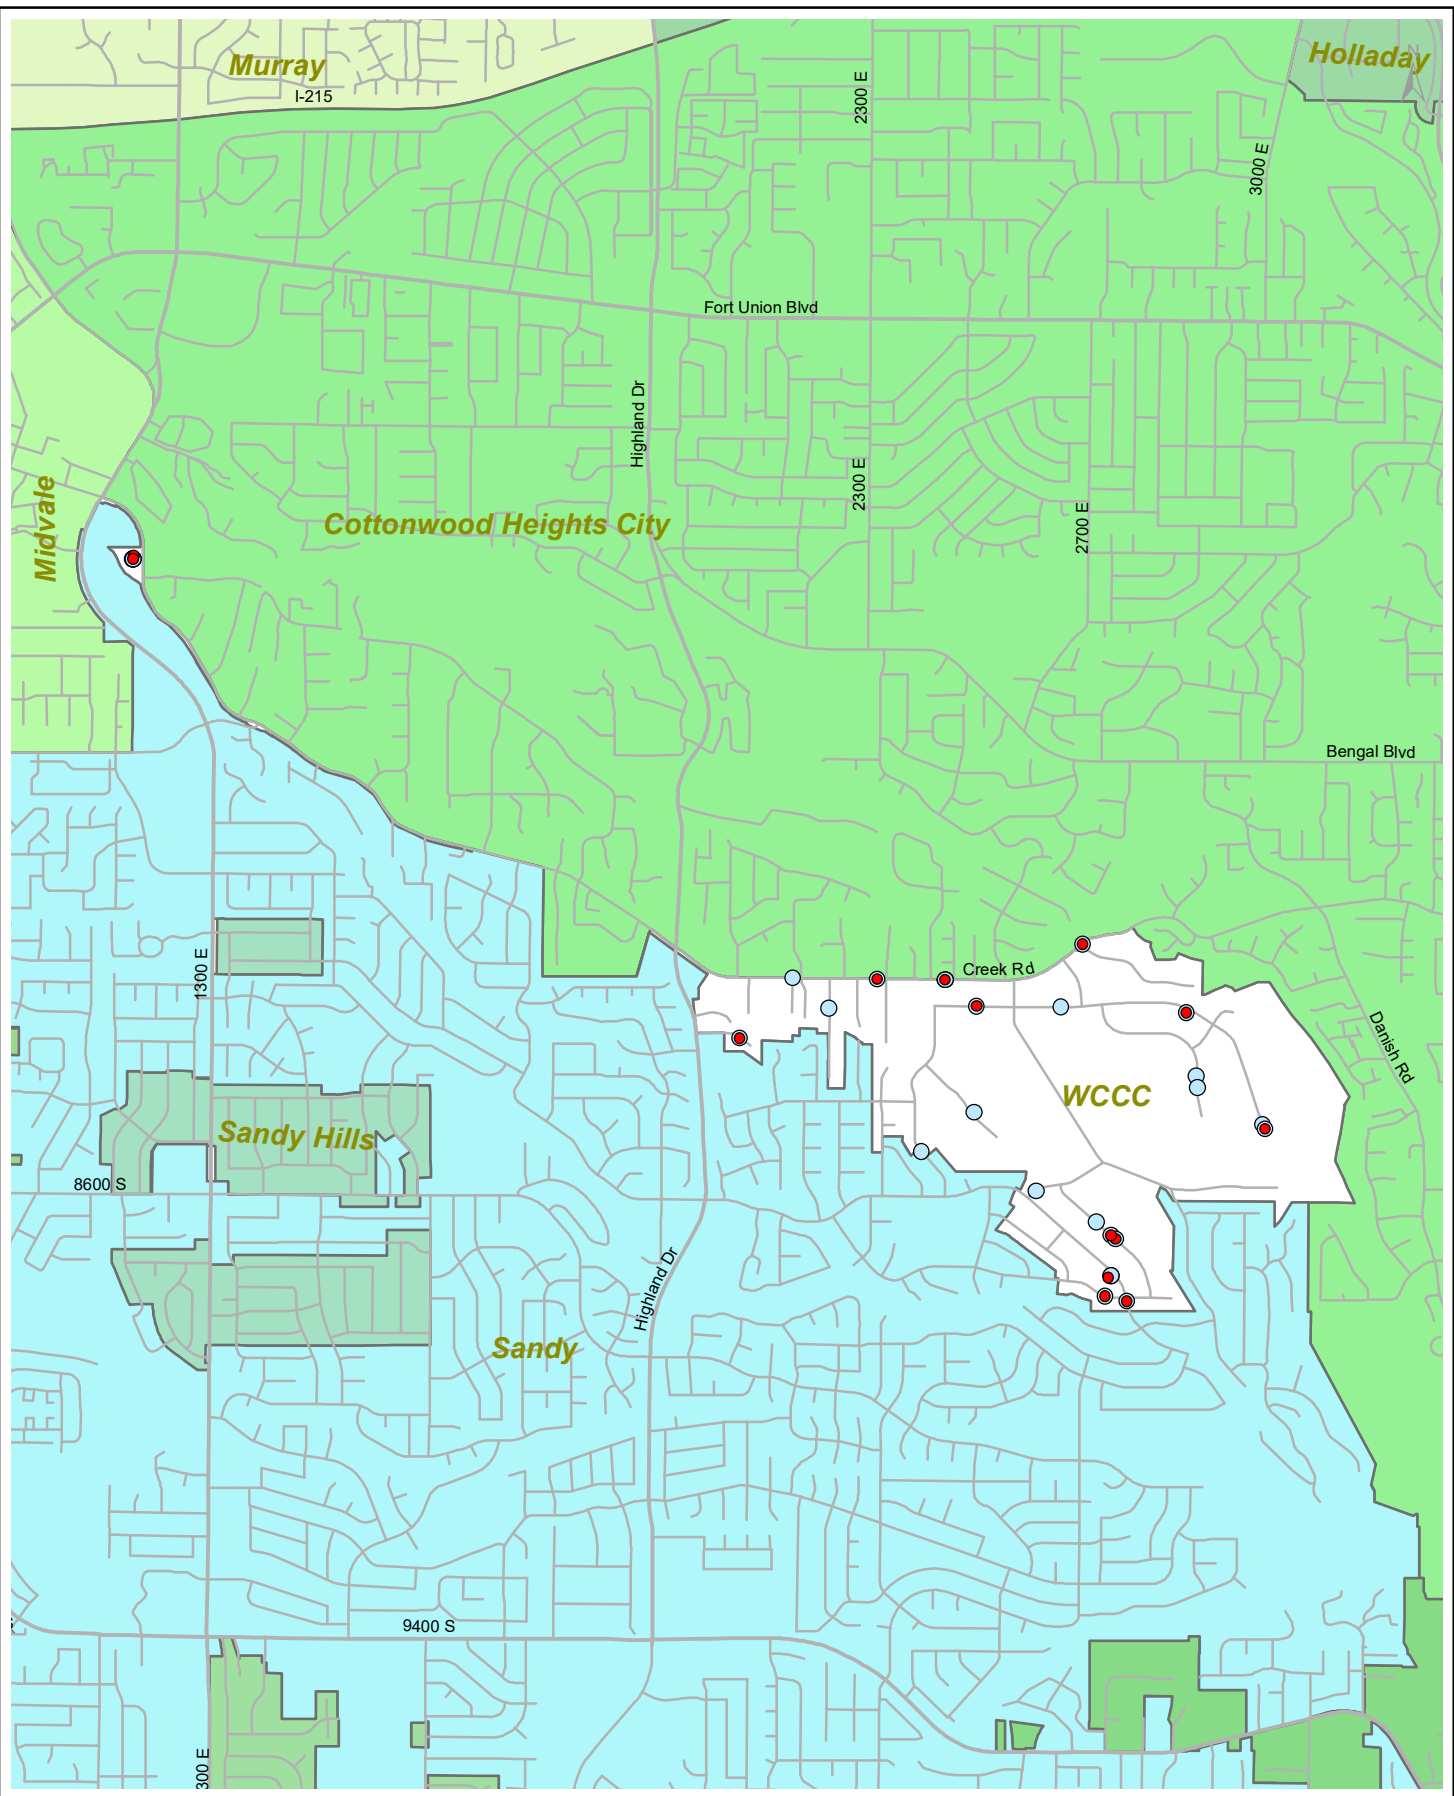 Murray
Holladay
I-215
2300 E
3000 E
Fort Union Blvd
Highland Dr
2300 E
Midvale
Cottonwood Heights City
2700 E
Bengal Blvd
1300 E
Creek Rd
Danish Rd
WCCC
Sandy Hills
8600 S
Highland Dr
Sandy
9400 S
300 E